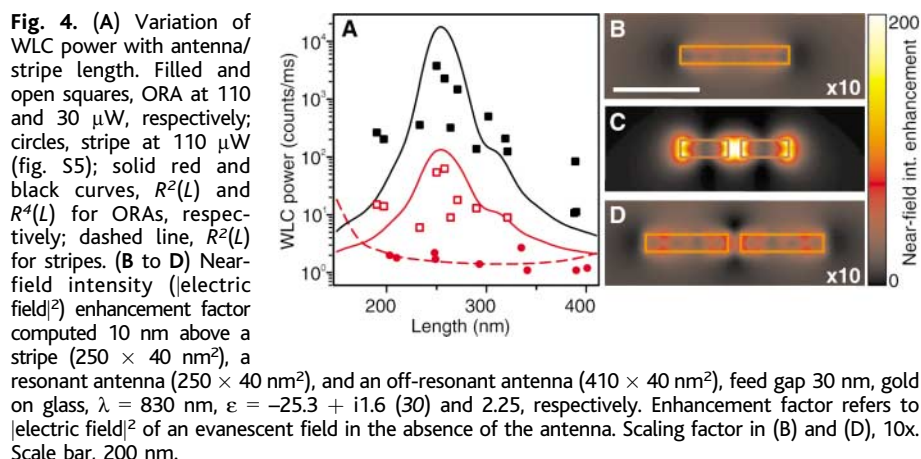 Fig. 4. (A) Variation of
WLC power with antenna/
stripe length. Filled and
open squares, ORA at 110
and 30 μW, respectively;
circles, stripe at 110 μW
(fig. S5); solid red and
black curves, R²(L) and
R⁴(L) for ORAs, respec-
tively; dashed line, R²(L)
for stripes. (B to D) Near-
field intensity (|electric
field|²) enhancement factor
computed 10 nm above a
stripe (250 × 40 nm²), a
resonant antenna (250 × 40 nm²), and an off-resonant antenna (410 × 40 nm²), feed gap 30 nm, gold
on glass, λ = 830 nm, ε = –25.3 + i1.6 (30) and 2.25, respectively. Enhancement factor refers to
|electric field|² of an evanescent field in the absence of the antenna. Scaling factor in (B) and (D), 10x.
Scale bar, 200 nm.
A
WLC power (counts/ms)
10⁴
10³
10²
10¹
10⁰
200
300
400
Length (nm)
B
x10
C
D
x10
200
Near-field int. enhancement
0